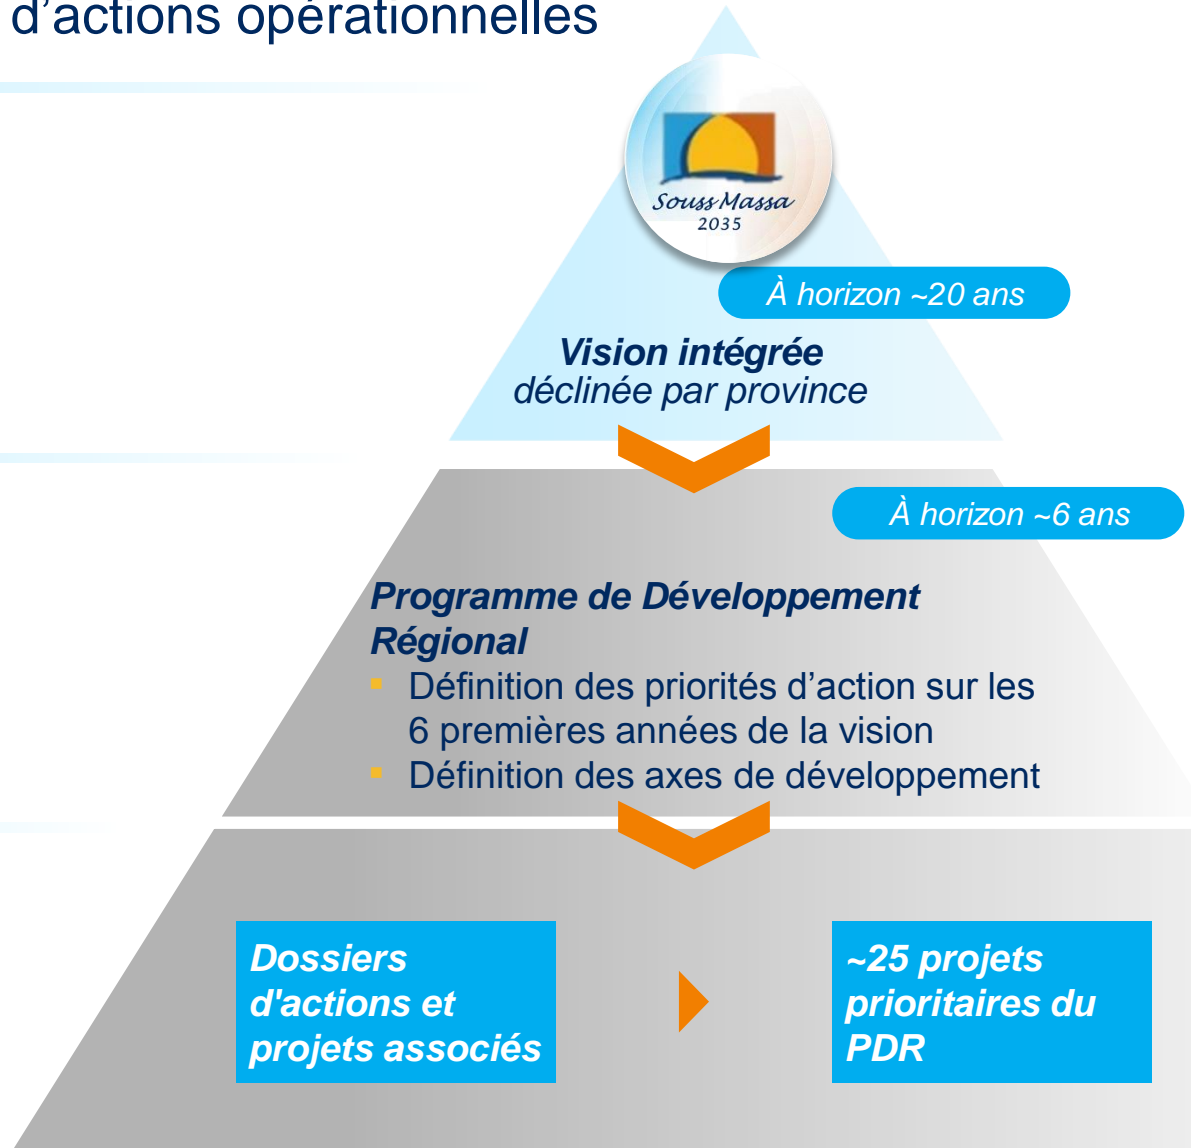 d’actions opérationnelles
Souss Massa
2035
À horizon ~20 ans
Vision intégrée
déclinée par province
À horizon ~6 ans
Programme de Développement
Régional
▪ Définition des priorités d’action sur les
6 premières années de la vision
▪ Définition des axes de développement
Dossiers
d'actions et
projets associés
~25 projets
prioritaires du
PDR